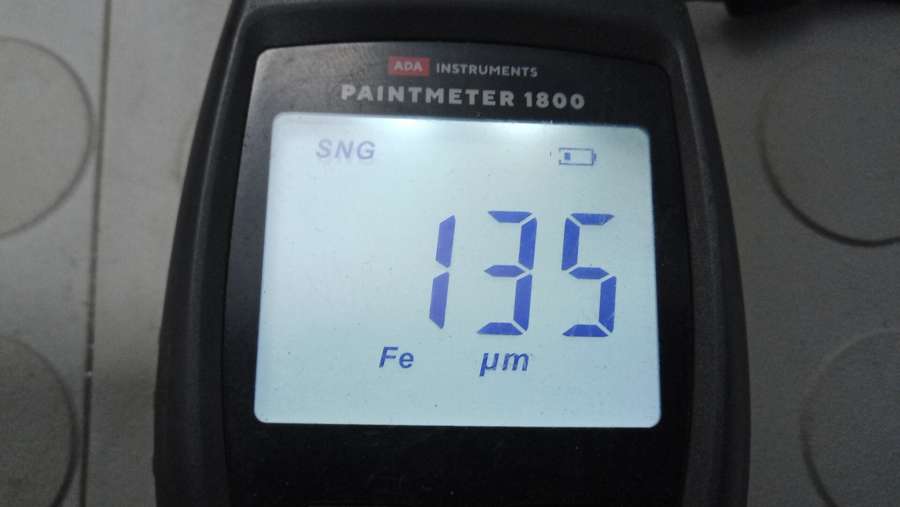 ADA INSTRUMENTS
PAINTMETER 1800
SNG
135
Fe µm